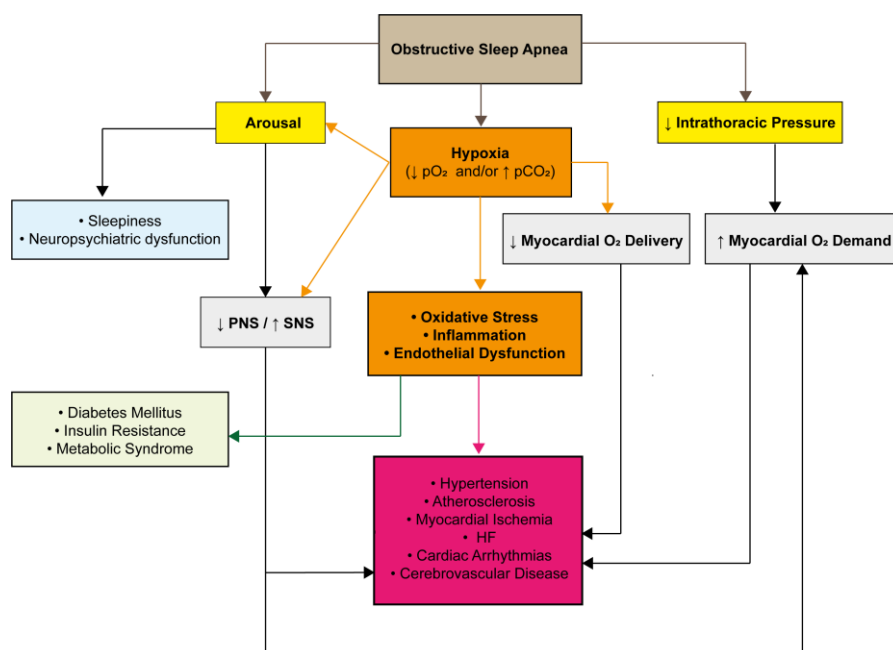 Obstructive Sleep Apnea
Arousal
↓ Intrathoracic Pressure
Hypoxia
(↓ pO₂ and/or ↑ pCO₂)
• Sleepiness
• Neuropsychiatric dysfunction
↓ Myocardial O₂ Delivery
↑ Myocardial O₂ Demand
↓ PNS / ↑ SNS
• Oxidative Stress
• Inflammation
• Endothelial Dysfunction
• Diabetes Mellitus
• Insulin Resistance
• Metabolic Syndrome
• Hypertension
• Atherosclerosis
• Myocardial Ischemia
• HF
• Cardiac Arrhythmias
• Cerebrovascular Disease